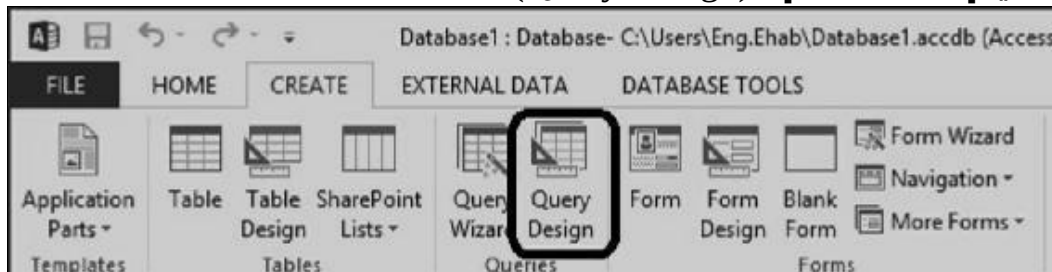 Database1 : Database- C:\Users\Eng.Ehab\Database1.accdb (Access
FILE HOME CREATE EXTERNAL DATA DATABASE TOOLS
Application Parts Table Table Design SharePoint Lists Query Wizard Query Design Form Form Design Blank Form Form Wizard
Navigation
More Forms
Templates Tables Queries Forms